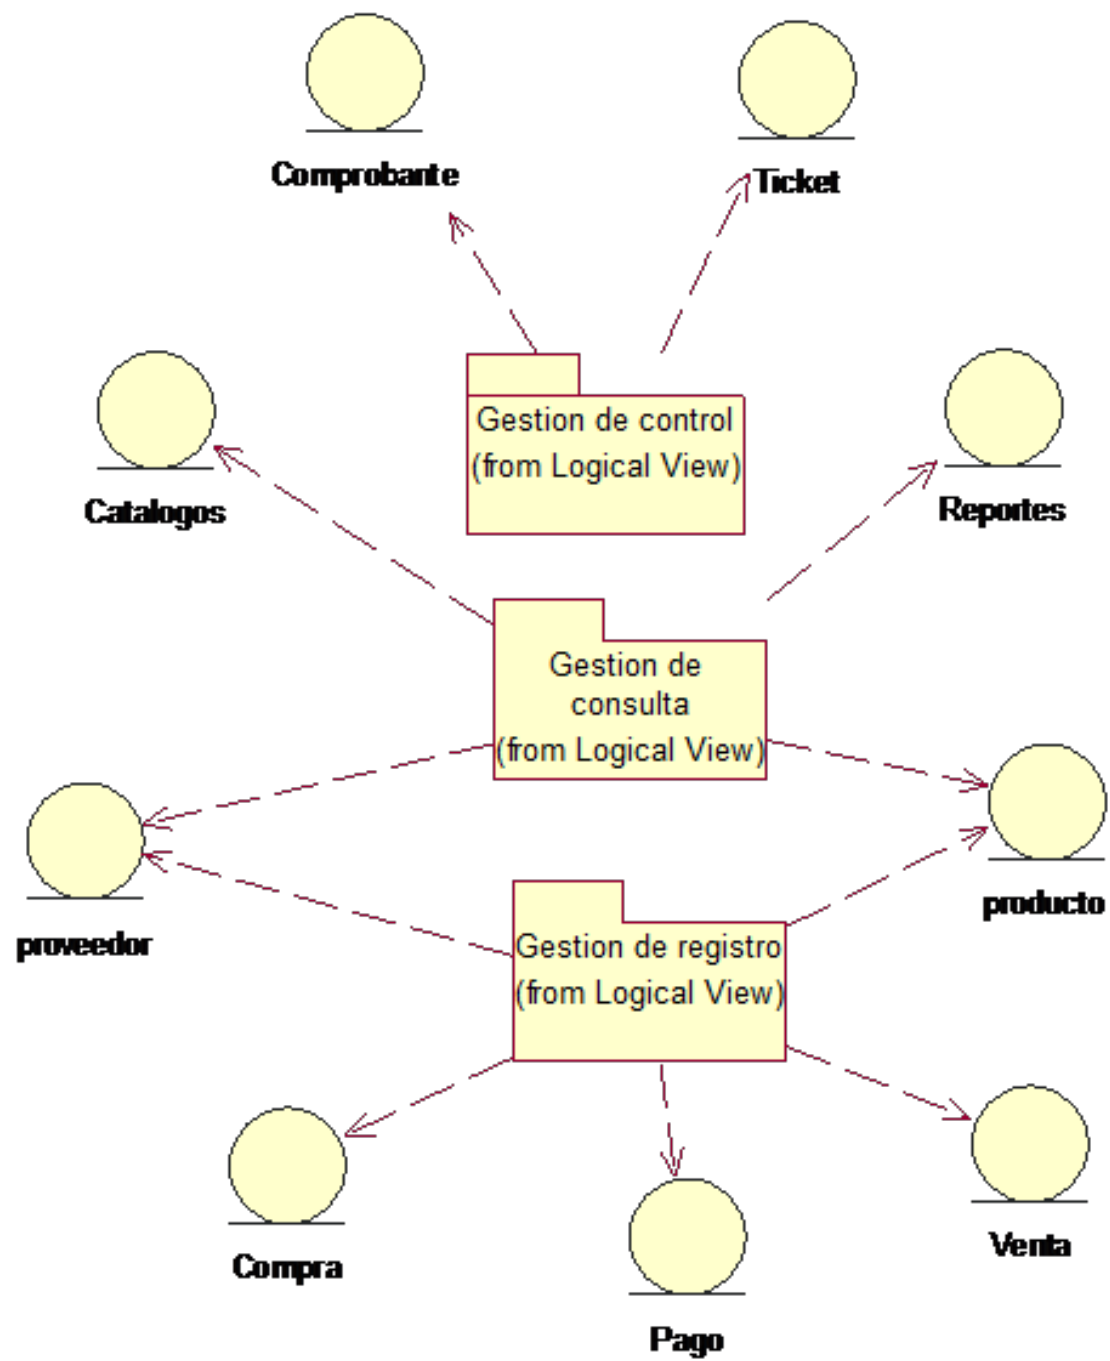 Comprobante
Ticket
Gestion de control
(from Logical View)
Catalogos
Reportes
Gestion de
consulta
(from Logical View)
proveedor
producto
Gestion de registro
(from Logical View)
Compra
Venta
Pago